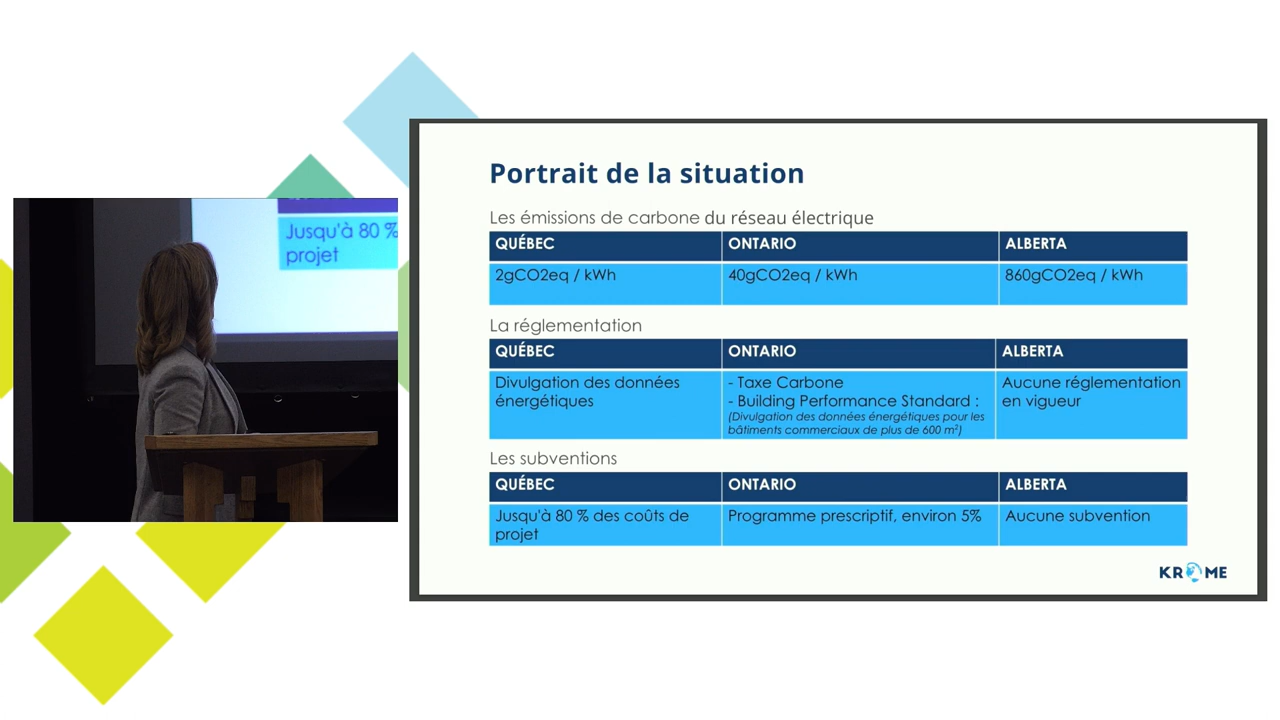 Jusqu'à 80 %
projet
Portrait de la situation
Les émissions de carbone du réseau électrique
QUÉBEC ONTARIO ALBERTA
2gCO2eq / kWh 40gCO2eq / kWh 860gCO2eq / kWh
La réglementation
QUÉBEC ONTARIO ALBERTA
Divulgation des données
énergétiques
- Taxe Carbone
- Building Performance Standard :
(Divulgation des données énergétiques pour les
bâtiments commerciaux de plus de 600 m²)
Aucune réglementation
en vigueur
Les subventions
QUÉBEC ONTARIO ALBERTA
Jusqu'à 80 % des coûts de
projet
Programme prescriptif, environ 5%
Aucune subvention
KROME